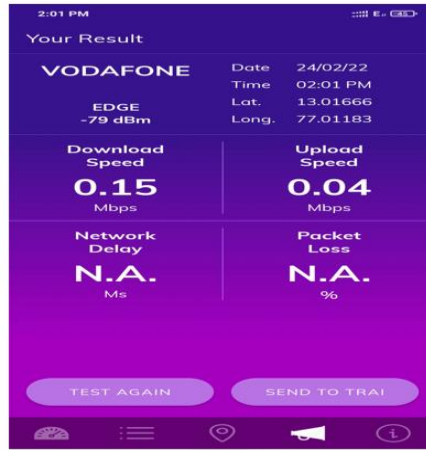 2:01 PM
E 45
Your Result
VODAFONE
EDGE
-79 dBm
Date 24/02/22
Time 02:01 PM
Lat. 13.01666
Long. 77.01183
Download
Speed
0.15
Mbps
Upload
Speed
0.04
Mbps
Network
Delay
N.A.
Ms
Packet
Loss
N.A.
%
TEST AGAIN
SEND TO TRAI
i